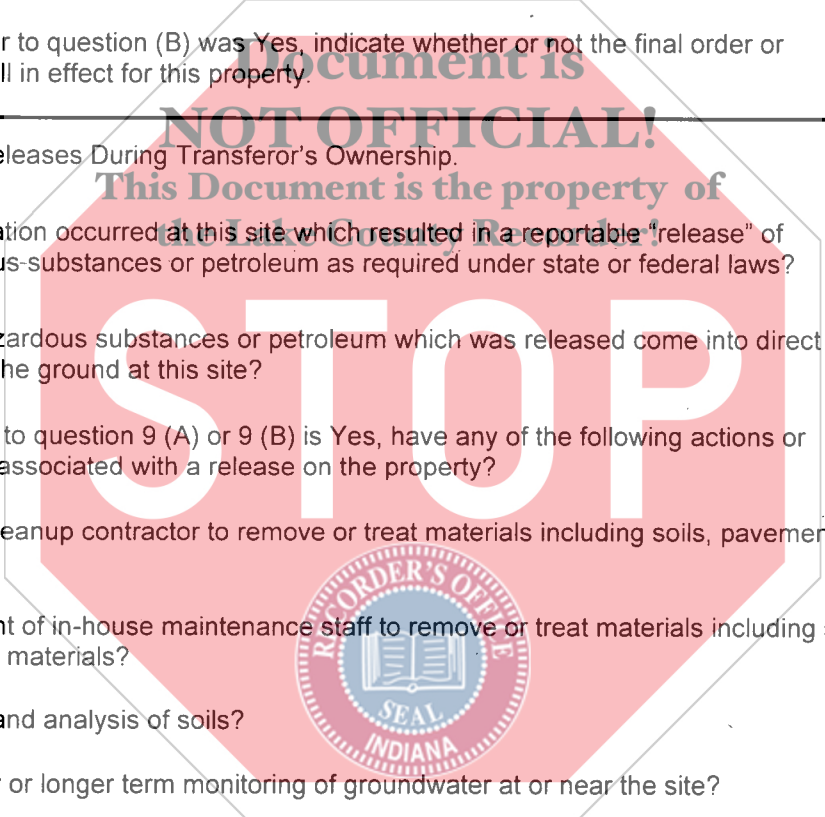 r to question (B) was Yes, indicate whether or not the final order or
ll in effect for this property.
Document is
NOT OFFICIAL!
eleases During Transferor's Ownership.
This Document is the property of
the Lake County Recorder!
ation occurred at this site which resulted in a reportable “release” of
us-substances or petroleum as required under state or federal laws?
STOP
zardous substances or petroleum which was released come into direct
he ground at this site?
to question 9 (A) or 9 (B) is Yes, have any of the following actions or
associated with a release on the property?
eanup contractor to remove or treat materials including soils, pavemen
RECORDER'S OFFICE
nt of in-house maintenance staff to remove or treat materials including
materials?
SEAL
and analysis of soils?
INDIANA
or longer term monitoring of groundwater at or near the site?